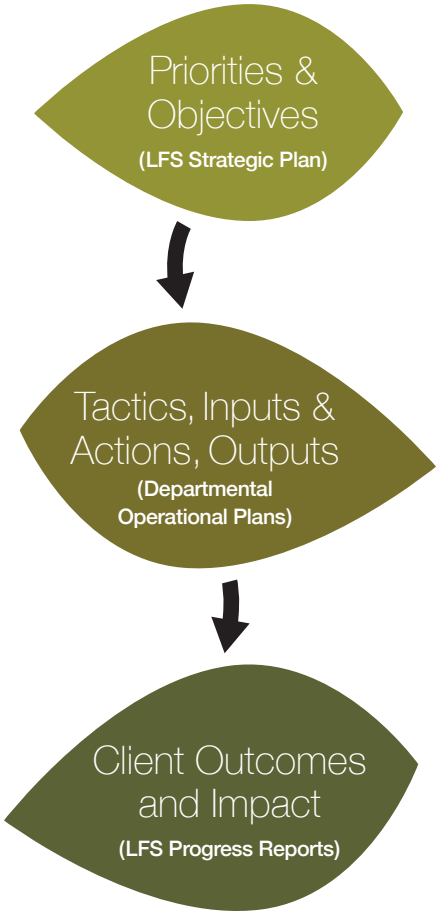 Priorities &
Objectives
(LFS Strategic Plan)
Tactics, Inputs &
Actions, Outputs
(Departmental
Operational Plans)
Client Outcomes
and Impact
(LFS Progress Reports)